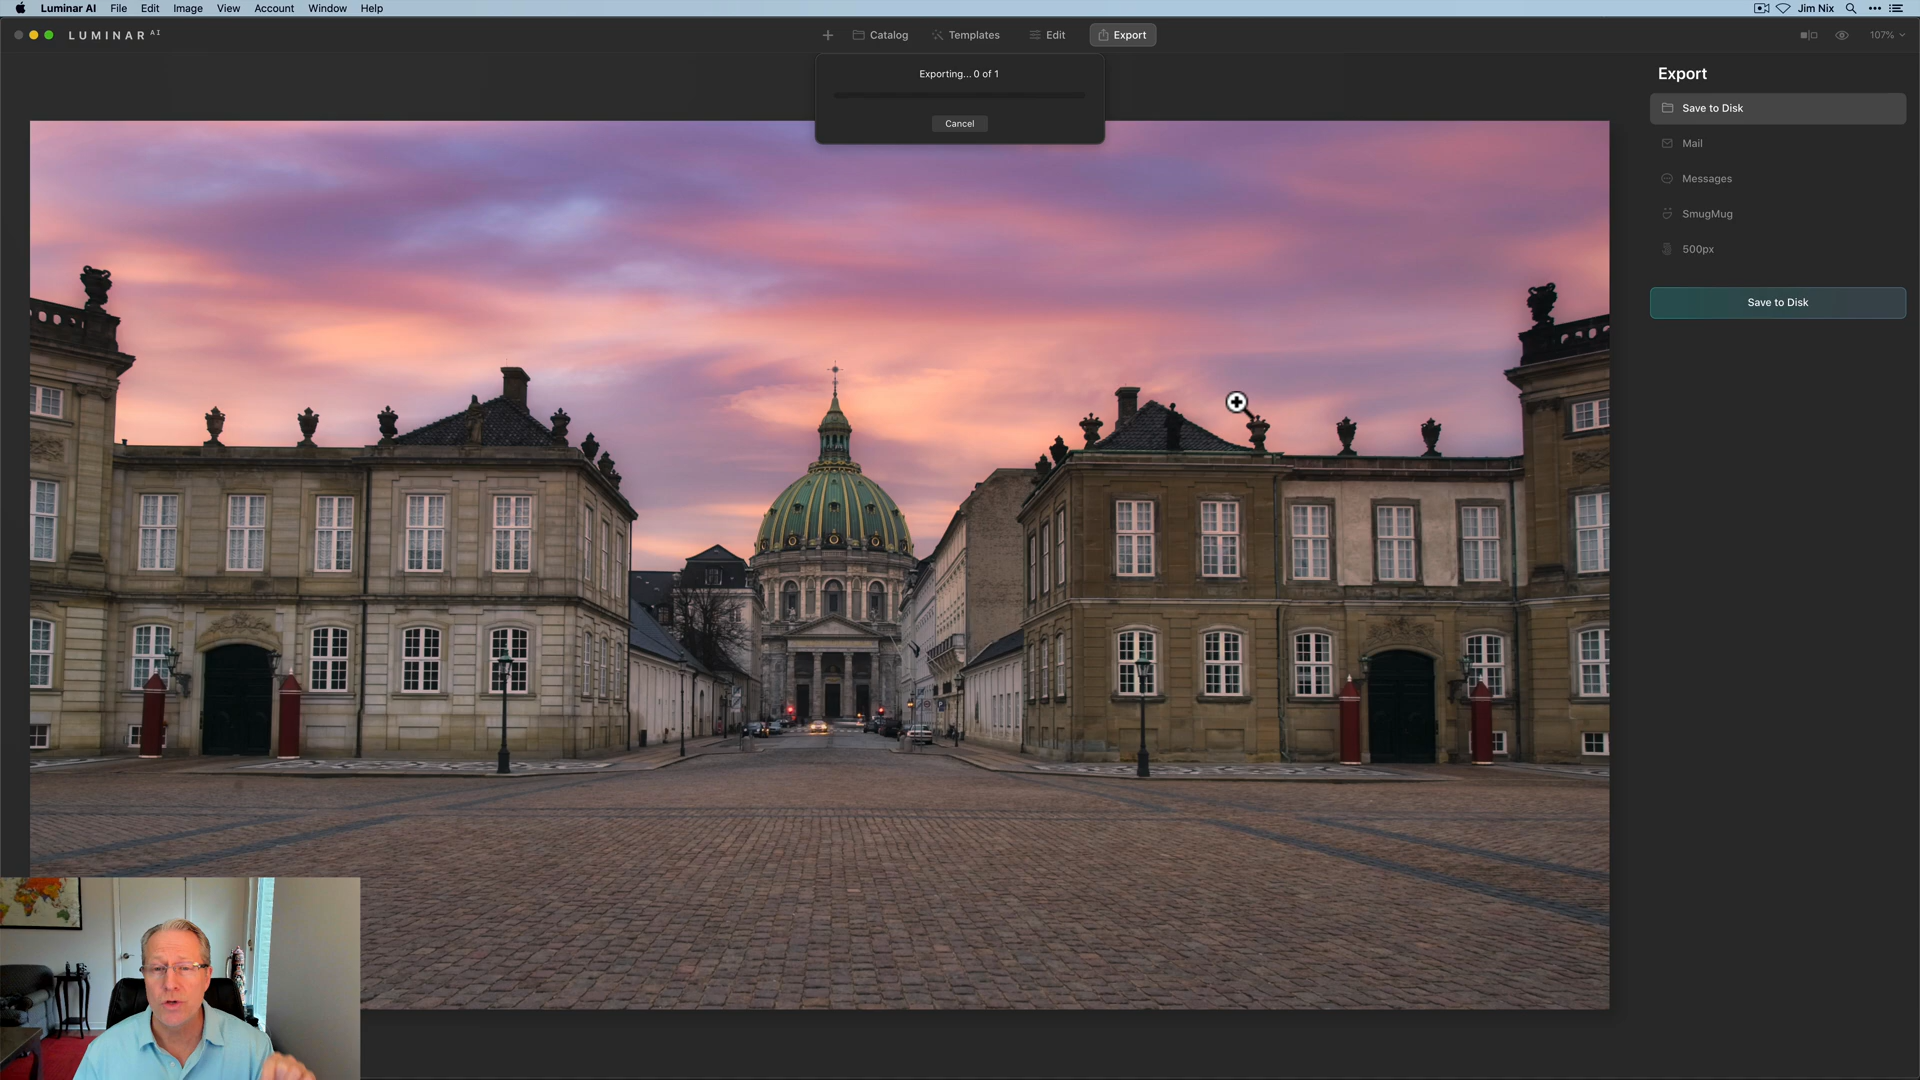 Luminar AI File Edit Image View Account Window Help Jim Nix
LUMINAR AI + Catalog Templates Edit Export 107%
Exporting... 0 of 1
Cancel
Export
Save to Disk
Mail
Messages
SmugMug
500px
Save to Disk